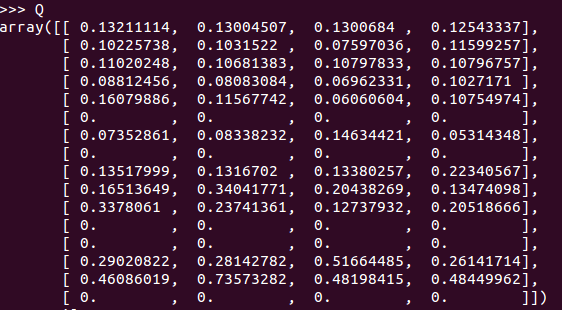 >>> Q
array([[ 0.13211114,  0.13004507,  0.1300684 ,  0.12543337],
       [ 0.10225738,  0.1031522 ,  0.07597036,  0.11599257],
       [ 0.11020248,  0.10681383,  0.10797833,  0.10796757],
       [ 0.08812456,  0.08083084,  0.06962331,  0.1027171 ],
       [ 0.16079886,  0.11567742,  0.06060604,  0.10754974],
       [ 0.        ,  0.        ,  0.        ,  0.        ],
       [ 0.07352861,  0.08338232,  0.14634421,  0.05314348],
       [ 0.        ,  0.        ,  0.        ,  0.        ],
       [ 0.13517999,  0.1316702 ,  0.13380257,  0.22340567],
       [ 0.16513649,  0.34041771,  0.20438269,  0.13474098],
       [ 0.3378061 ,  0.23741361,  0.12737932,  0.20518666],
       [ 0.        ,  0.        ,  0.        ,  0.        ],
       [ 0.        ,  0.        ,  0.        ,  0.        ],
       [ 0.29020822,  0.28142782,  0.51664485,  0.26141714],
       [ 0.46086019,  0.73573282,  0.48198415,  0.48449962],
       [ 0.        ,  0.        ,  0.        ,  0.        ]])